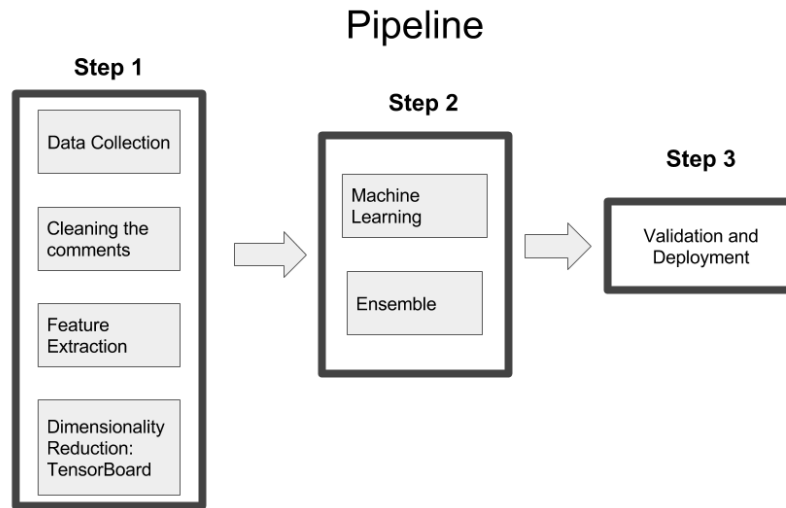 Pipeline
Step 1
Data Collection
Cleaning the
comments
Feature
Extraction
Dimensionality
Reduction:
TensorBoard
Step 2
Machine
Learning
Ensemble
Step 3
Validation and
Deployment